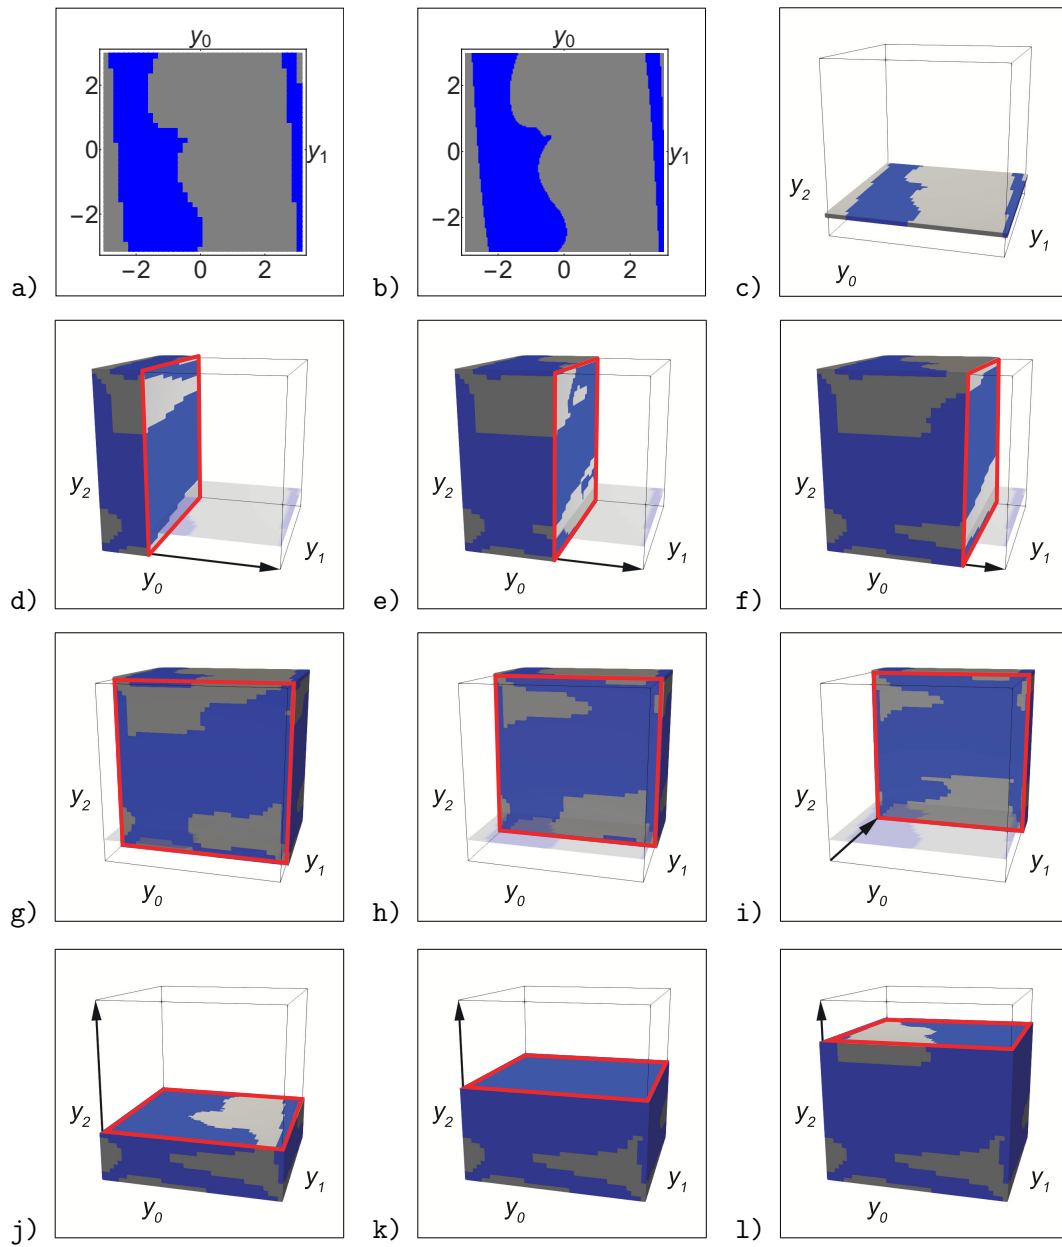 y₀
2
0
−2
y₁
−2
0
2
a)
y₀
2
0
−2
y₁
−2
0
2
b)
y₂
y₁
y₀
c)
y₂
y₁
y₀
d)
y₂
y₁
y₀
e)
y₂
y₁
y₀
f)
y₂
y₁
y₀
g)
y₂
y₁
y₀
h)
y₂
y₁
y₀
i)
y₂
y₁
y₀
j)
y₂
y₁
y₀
k)
y₂
y₁
y₀
l)